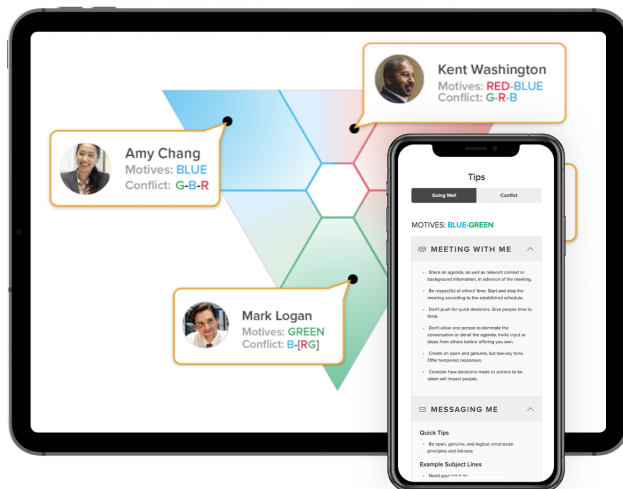 Kent Washington
Motives: RED-BLUE
Conflict: G-R-B
Amy Chang
Motives: BLUE
Conflict: G-B-R
Mark Logan
Motives: GREEN
Conflict: B-[RG]
Tips
Going Well
Conflict
MOTIVES: BLUE-GREEN
MEETING WITH ME
• Share an agenda, as well as relevant context or
background information, in advance of the meeting.
• Be respectful of others' time. Start and stop the
meeting according to the established schedule.
• Don't push for quick decisions. Give people time to
think.
• Don't allow one person to dominate the
conversation or derail the agenda. Invite input or
ideas from others before offering you own.
• Create an open and genuine, but low-key tone.
Offer tempered responses.
• Consider how decisions made or actions to be
taken will impact people.
MESSAGING ME
Quick Tips
• Be open, genuine, and logical; emphasize
principles and fairness
Example Subject Lines
• Need your